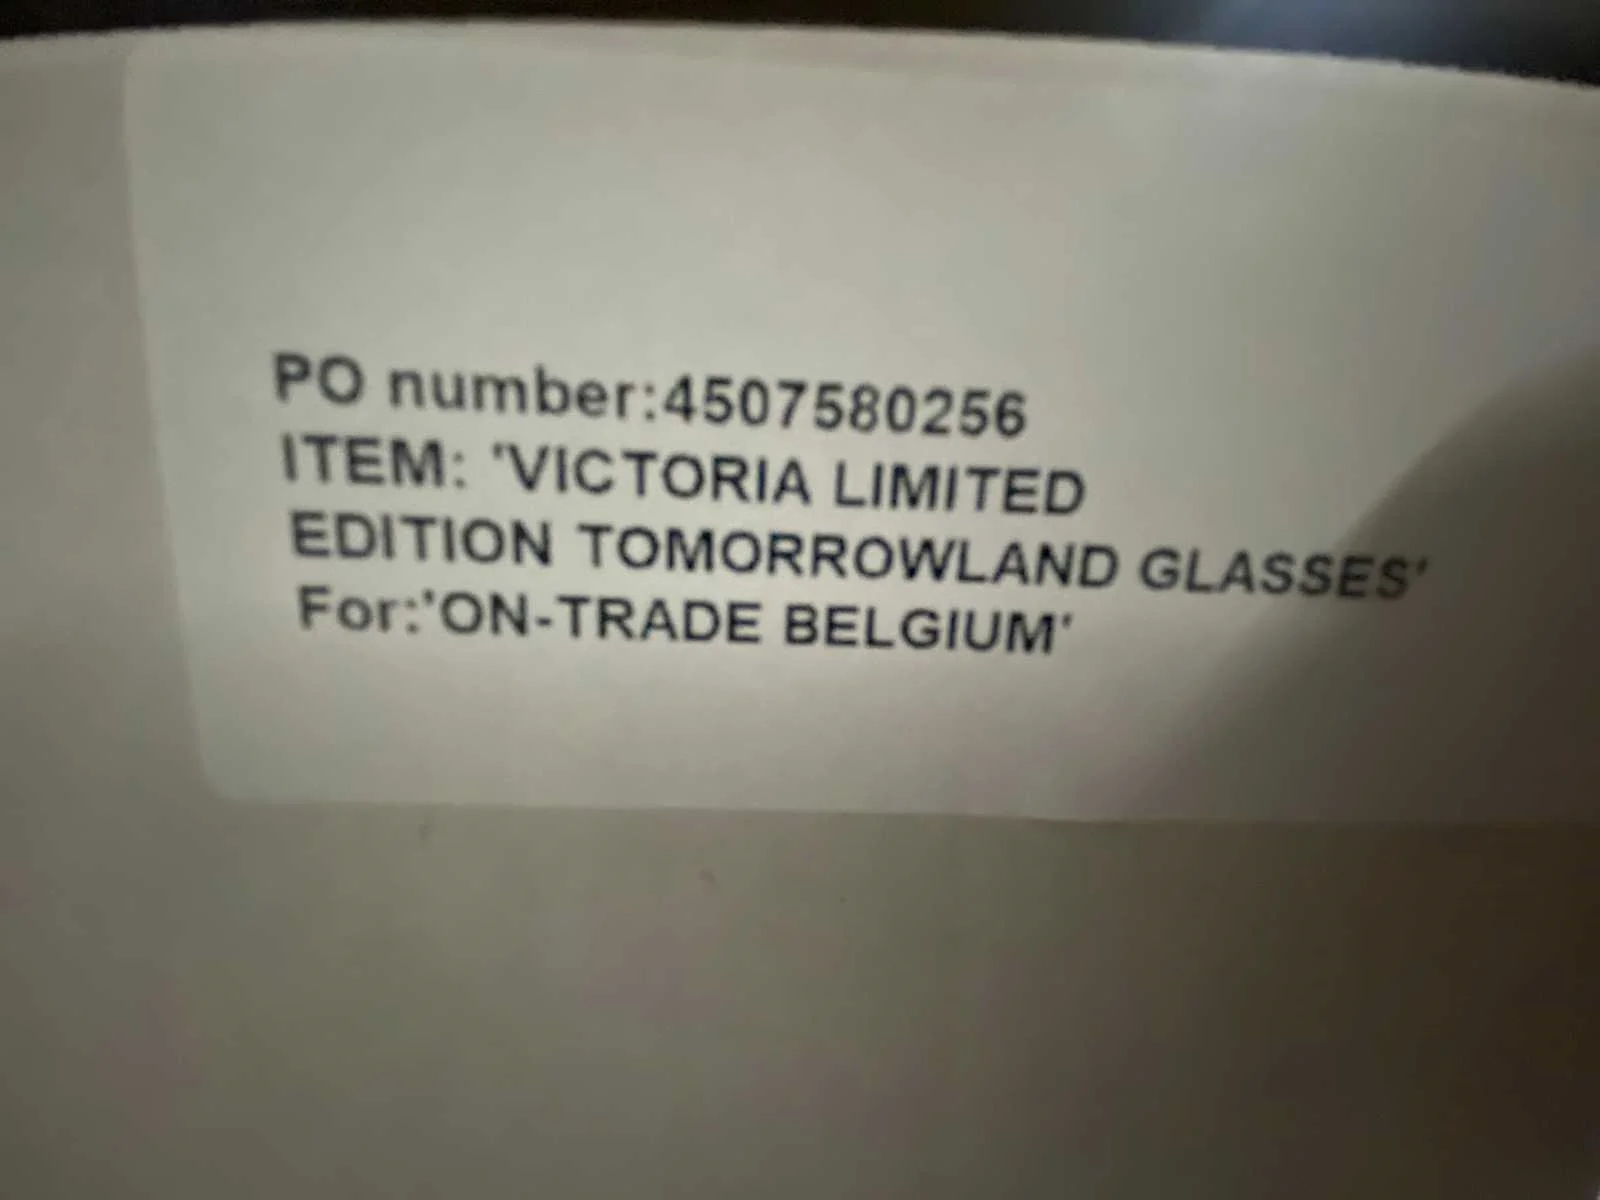 PO number:4507580256
ITEM: 'VICTORIA LIMITED
EDITION TOMORROWLAND GLASSES'
For:'ON-TRADE BELGIUM'